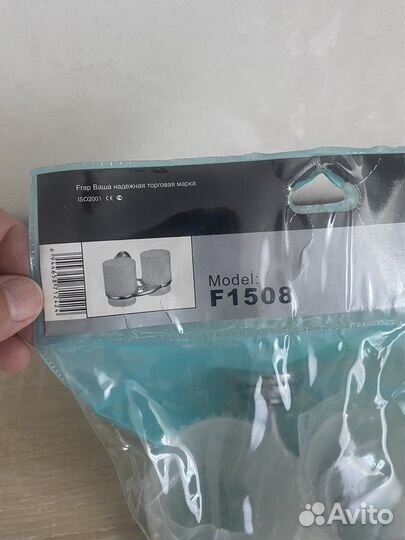 Frap Ваша надежная торговая марка
ISO2001 CE
Model:
F1508
Avito